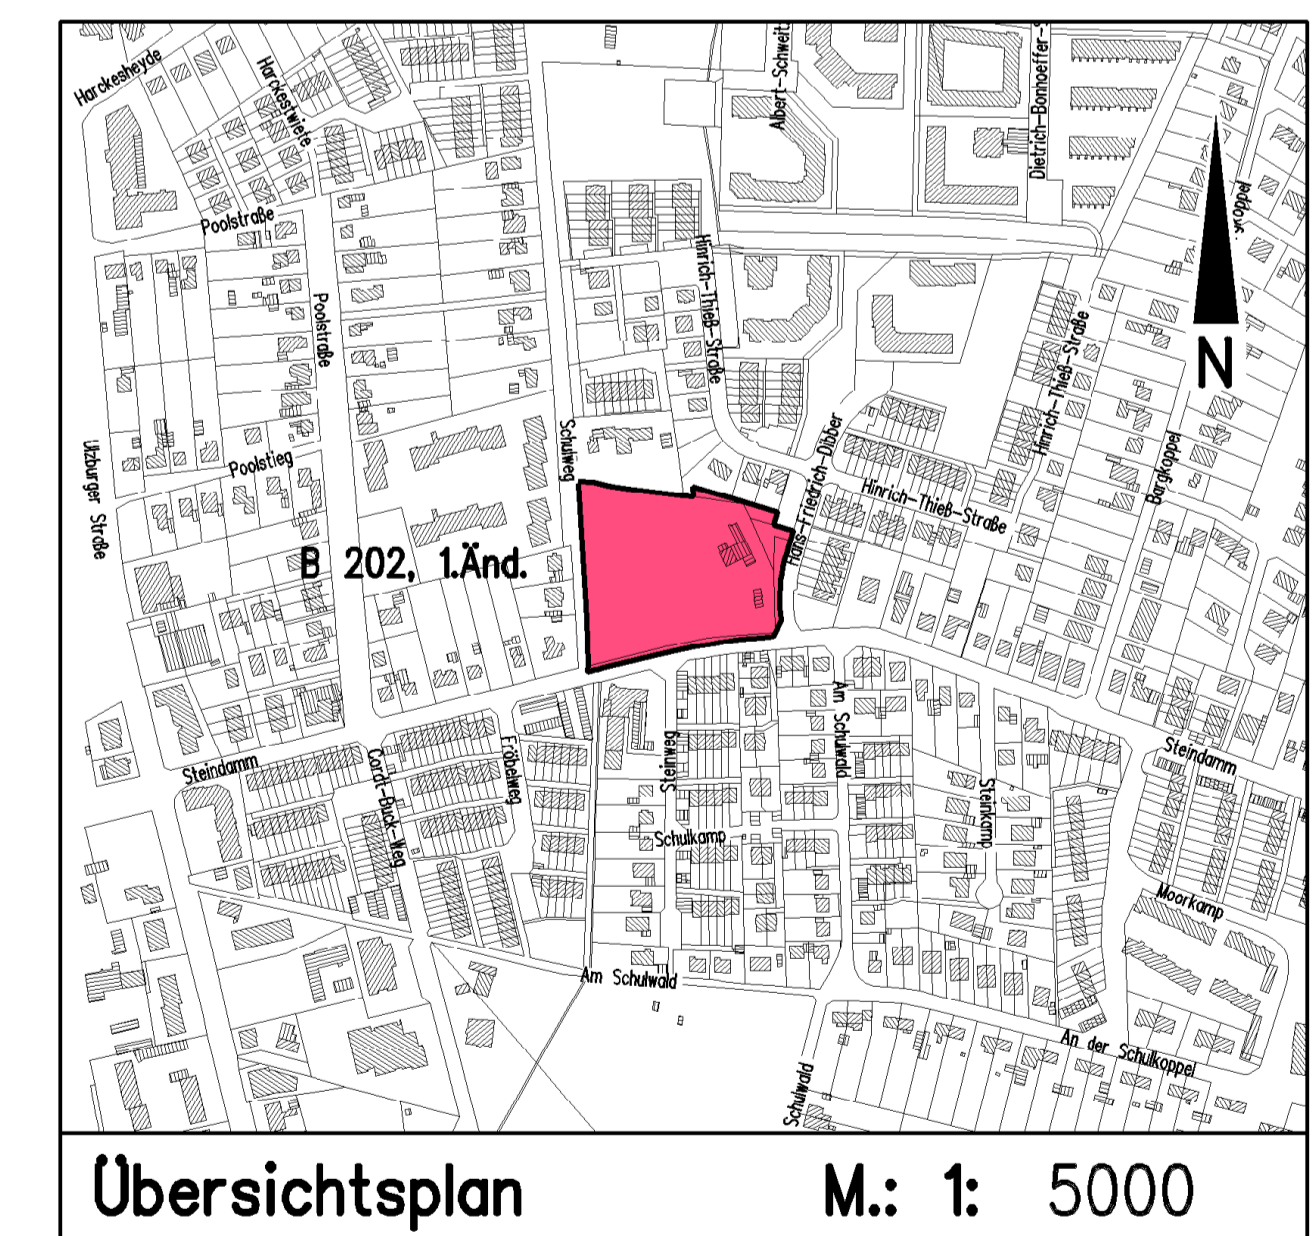 Harckesheyde
Harckestwiete
Albert-Schweit
Dietrich-Bonhoeffer-S
Poolstraße
Hinrich-Thieß-Straße
Poolstraße
Hinrich-Thieß-Straße
Ulzburger Straße
Poolstieg
Schulweg
Hans-Friedrich-Dibber
Bargkoppel
Hinrich-Thieß-Straße
N
B 202, 1.Änd.
Steindamm
Cordt-Buck-Weg
Fröbelweg
Steinweg
Am Schulwald
Schulkamp
Steinkamp
Steindamm
Moorkamp
Am Schulwald
An der Schulkoppel
Schulwald
Übersichtsplan M.: 1: 5000